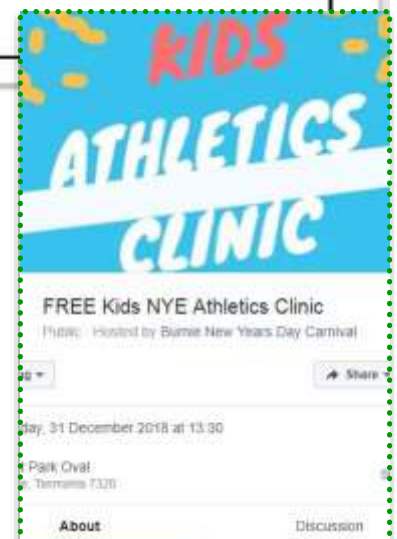 KIDS
ATHLETICS
CLINIC
FREE Kids NYE Athletics Clinic
Public · Hosted by Burnie New Years Day Carnival
Share
day, 31 December 2018 at 13:30
Park Oval
Tasmania 7320
About Discussion